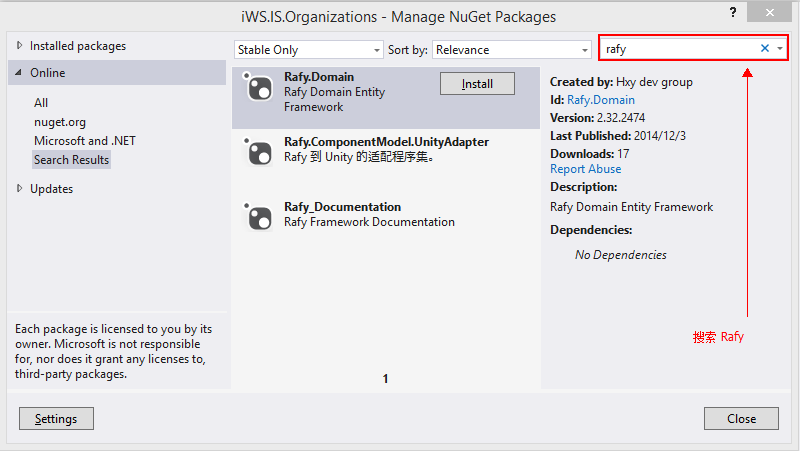 iWS.IS.Organizations - Manage NuGet Packages
?
Installed packages
Online
All
nuget.org
Microsoft and .NET
Search Results
Updates
Each package is licensed to you by its
owner. Microsoft is not responsible
for, nor does it grant any licenses to,
third-party packages.
Stable Only
Sort by:
Relevance
Rafy.Domain
Rafy Domain Entity
Framework
Install
Rafy.ComponentModel.UnityAdapter
Rafy 到 Unity 的适配程序集。
Rafy_Documentation
Rafy Framework Documentation
1
rafy
Created by: Hxy dev group
Id: Rafy.Domain
Version: 2.32.2474
Last Published: 2014/12/3
Downloads: 17
Report Abuse
Description:
Rafy Domain Entity Framework
Dependencies:
No Dependencies
搜索 Rafy
Settings
Close